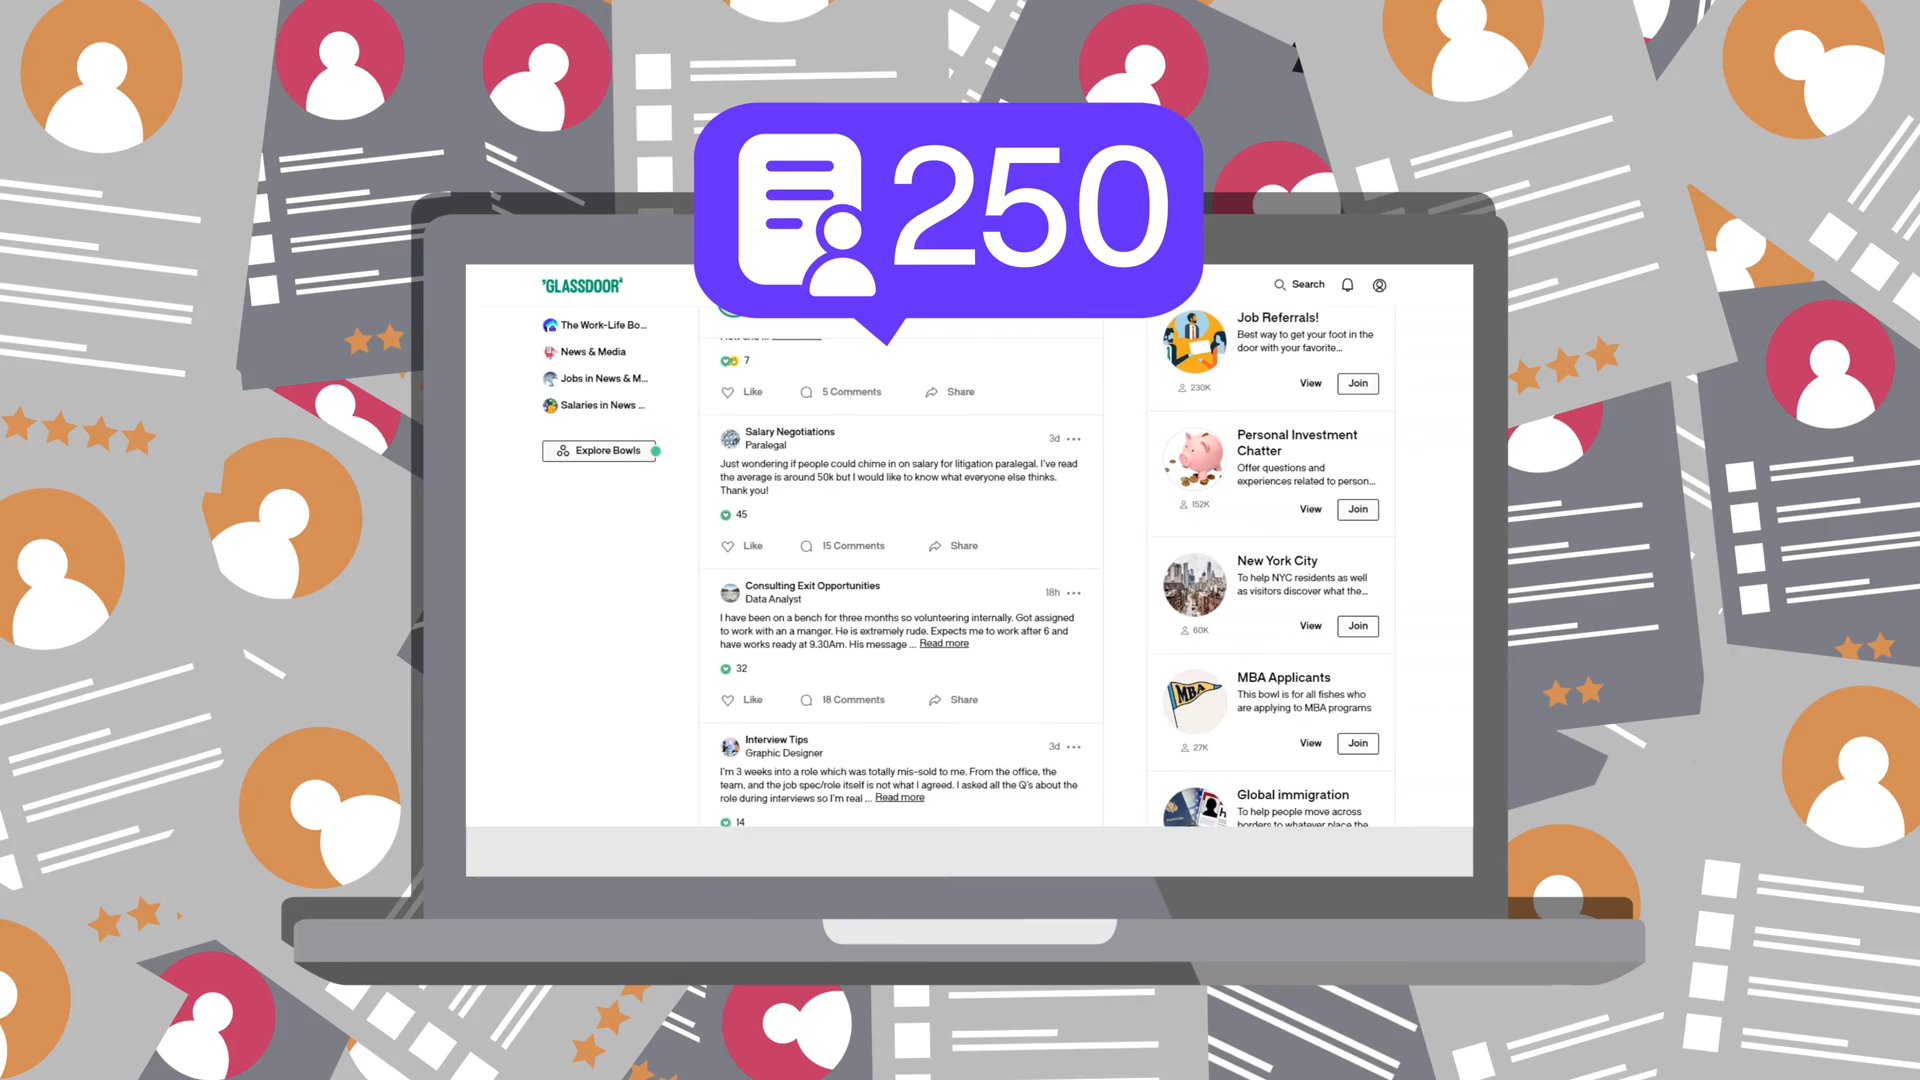 250
'GLASSDOOR'
Search
The Work-Life Bo...
News & Media
Jobs in News & M...
Salaries in News ...
Explore Bowls
7
Like
5 Comments
Share
Salary Negotiations
3d
Paralegal
Just wondering if people could chime in on salary for litigation paralegal. I've read
the average is around 50k but I would like to know what everyone else thinks.
Thank you!
45
Like
15 Comments
Share
Consulting Exit Opportunities
18h
Data Analyst
I have been on a bench for three months so volunteering internally. Got assigned
to work with an a manger. He is extremely rude. Expects me to work after 6 and
have works ready at 9.30Am. His message ... Read more
32
Like
18 Comments
Share
Interview Tips
3d
Graphic Designer
I'm 3 weeks into a role which was totally mis-sold to me. From the office, the
team, and the job spec/role itself is not what I agreed. I asked all the Q's about the
role during interviews so I'm real ... Read more
14
Job Referrals!
Best way to get your foot in the
door with your favorite...
230K
View
Join
Personal Investment
Chatter
Offer questions and
experiences related to person...
152K
View
Join
New York City
To help NYC residents as well
as visitors discover what the...
60K
View
Join
MBA
MBA Applicants
This bowl is for all fishes who
are applying to MBA programs
27K
View
Join
Global immigration
To help people move across
borders to whatever place the